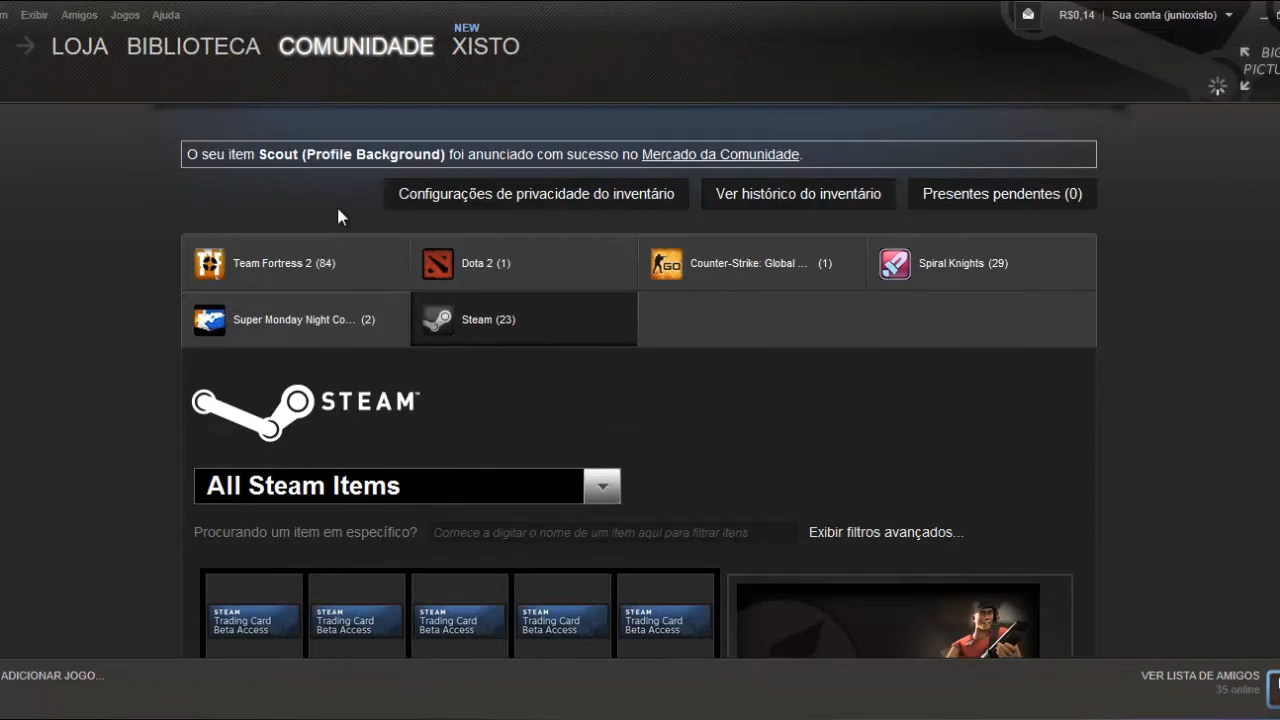 m Exibir Amigos Jogos Ajuda
R$0,14 | Sua conta (junioxisto)
NEW
LOJA BIBLIOTECA COMUNIDADE XISTO
BIG
PICTU
O seu item Scout (Profile Background) foi anunciado com sucesso no Mercado da Comunidade.
Configurações de privacidade do inventário Ver histórico do inventário Presentes pendentes (0)
Team Fortress 2 (84) Dota 2 (1) Counter-Strike: Global ... (1) Spiral Knights (29)
Super Monday Night Co... (2) Steam (23)
STEAM™
All Steam Items
Procurando um item em específico? Comece a digitar o nome de um item aqui para filtrar itens Exibir filtros avançados...
STEAM STEAM STEAM STEAM STEAM
Trading Card Trading Card Trading Card Trading Card Trading Card
Beta Access Beta Access Beta Access Beta Access Beta Access
ADICIONAR JOGO... VER LISTA DE AMIGOS
35 online